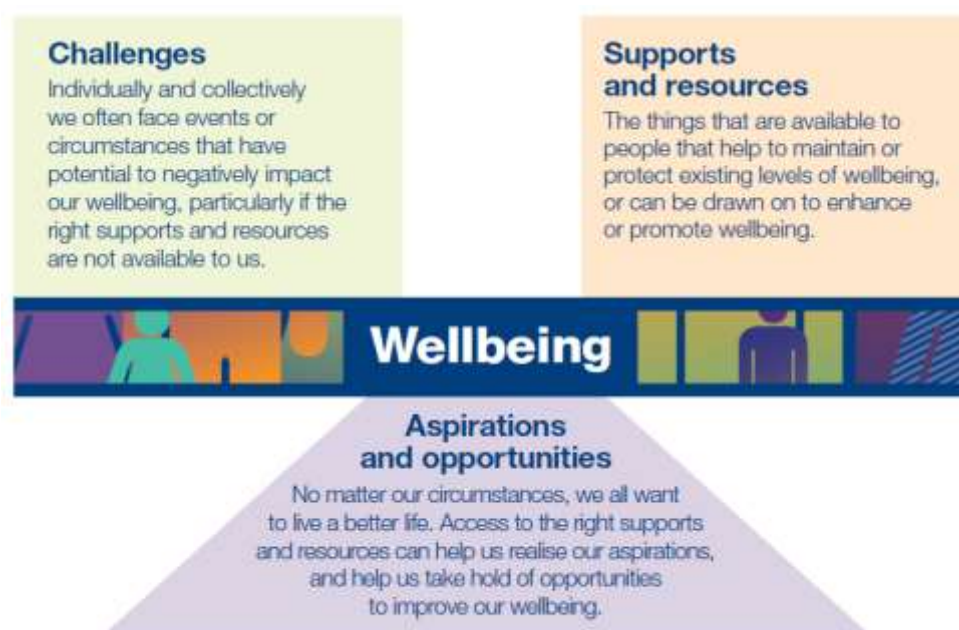 Challenges
Individually and collectively
we often face events or
circumstances that have
potential to negatively impact
our wellbeing, particularly if the
right supports and resources
are not available to us.
Supports
and resources
The things that are available to
people that help to maintain or
protect existing levels of wellbeing,
or can be drawn on to enhance
or promote wellbeing.
Wellbeing
Aspirations
and opportunities
No matter our circumstances, we all want
to live a better life. Access to the right supports
and resources can help us realise our aspirations,
and help us take hold of opportunities
to improve our wellbeing.